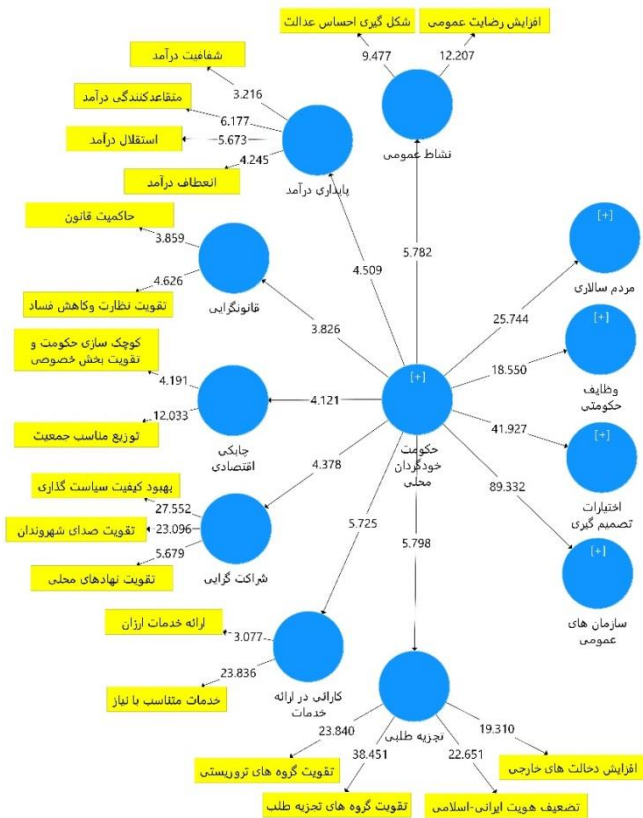 افزایش رضایت عمومی
شکل گیری احساس عدالت
12.207
9.477
نشاط عمومی
5.782
شفافیت درآمد
3.216
متقاعدکنندگی درآمد
6.177
استقلال درآمد
5.673
انعطاف درآمد
4.245
پایداری درآمد
4.509
حاکمیت قانون
3.859
تقویت نظارت وکاهش فساد
4.626
قانونگرایی
3.826
کوچک سازی حکومت و
تقویت بخش خصوصی
4.191
توزیع مناسب جمعیت
12.033
چابکی
اقتصادی
4.121
بهبود کیفیت سیاست گذاری
27.552
تقویت صدای شهروندان
23.096
تقویت نهادهای محلی
5.679
شراکت گرایی
4.378
ارائه خدمات ارزان
3.077
خدمات متناسب با نیاز
23.836
کارائی در ارائه
خدمات
5.725
[+]
حکومت
خودگردان
محلی
[+]
مردم سالاری
25.744
[+]
وظایف
حکومتی
18.550
[+]
اختیارات
تصمیم گیری
41.927
[+]
سازمان های
عمومی
89.332
5.798
تجزیه طلبی
19.310
افزایش دخالت های خارجی
22.651
تضعیف هویت ایرانی-اسلامی
38.451
تقویت گروه های تجزیه طلب
23.840
تقویت گروه های تروریستی